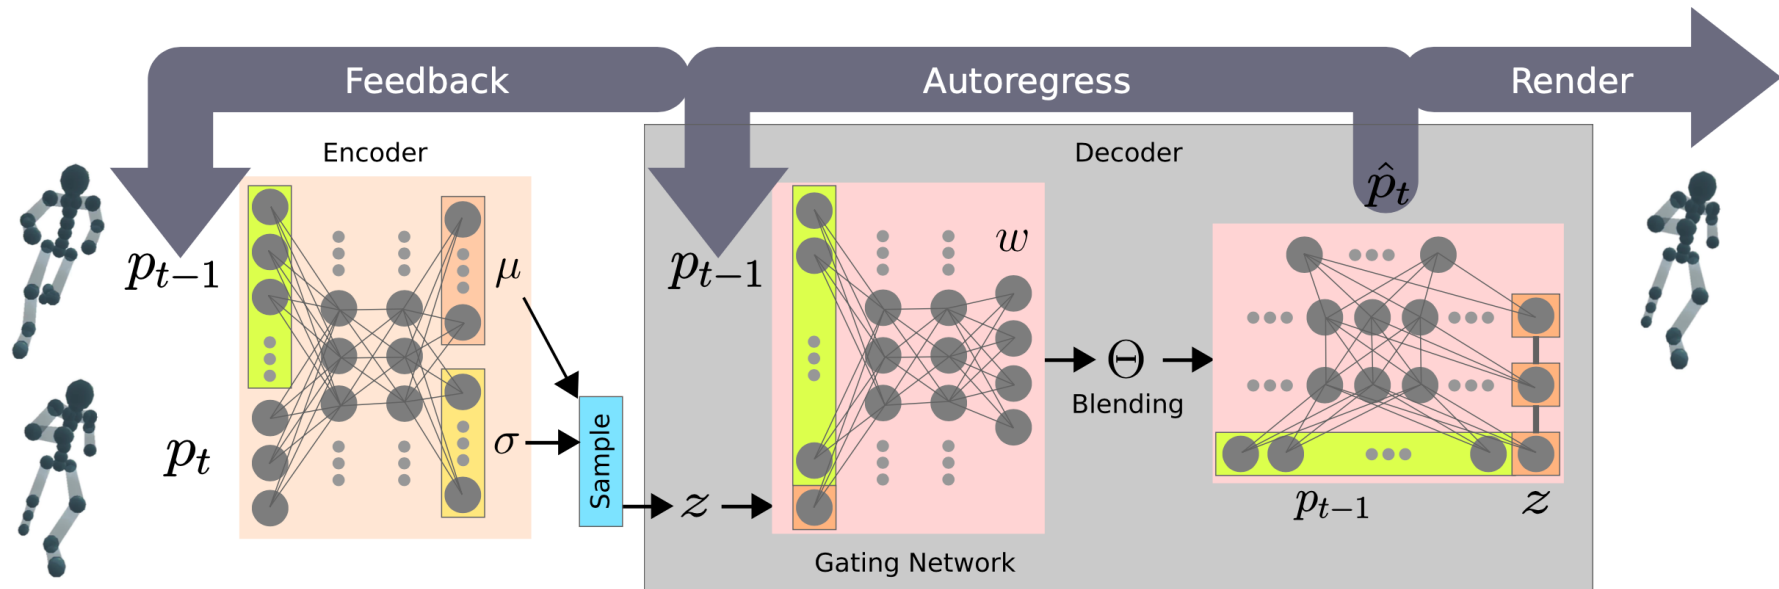 Feedback
Autoregress
Render
Encoder
Decoder
p̂ₜ
pₜ₋₁
μ
pₜ₋₁
w
Θ
Blending
pₜ
σ
Sample
z
pₜ₋₁
z
Gating Network